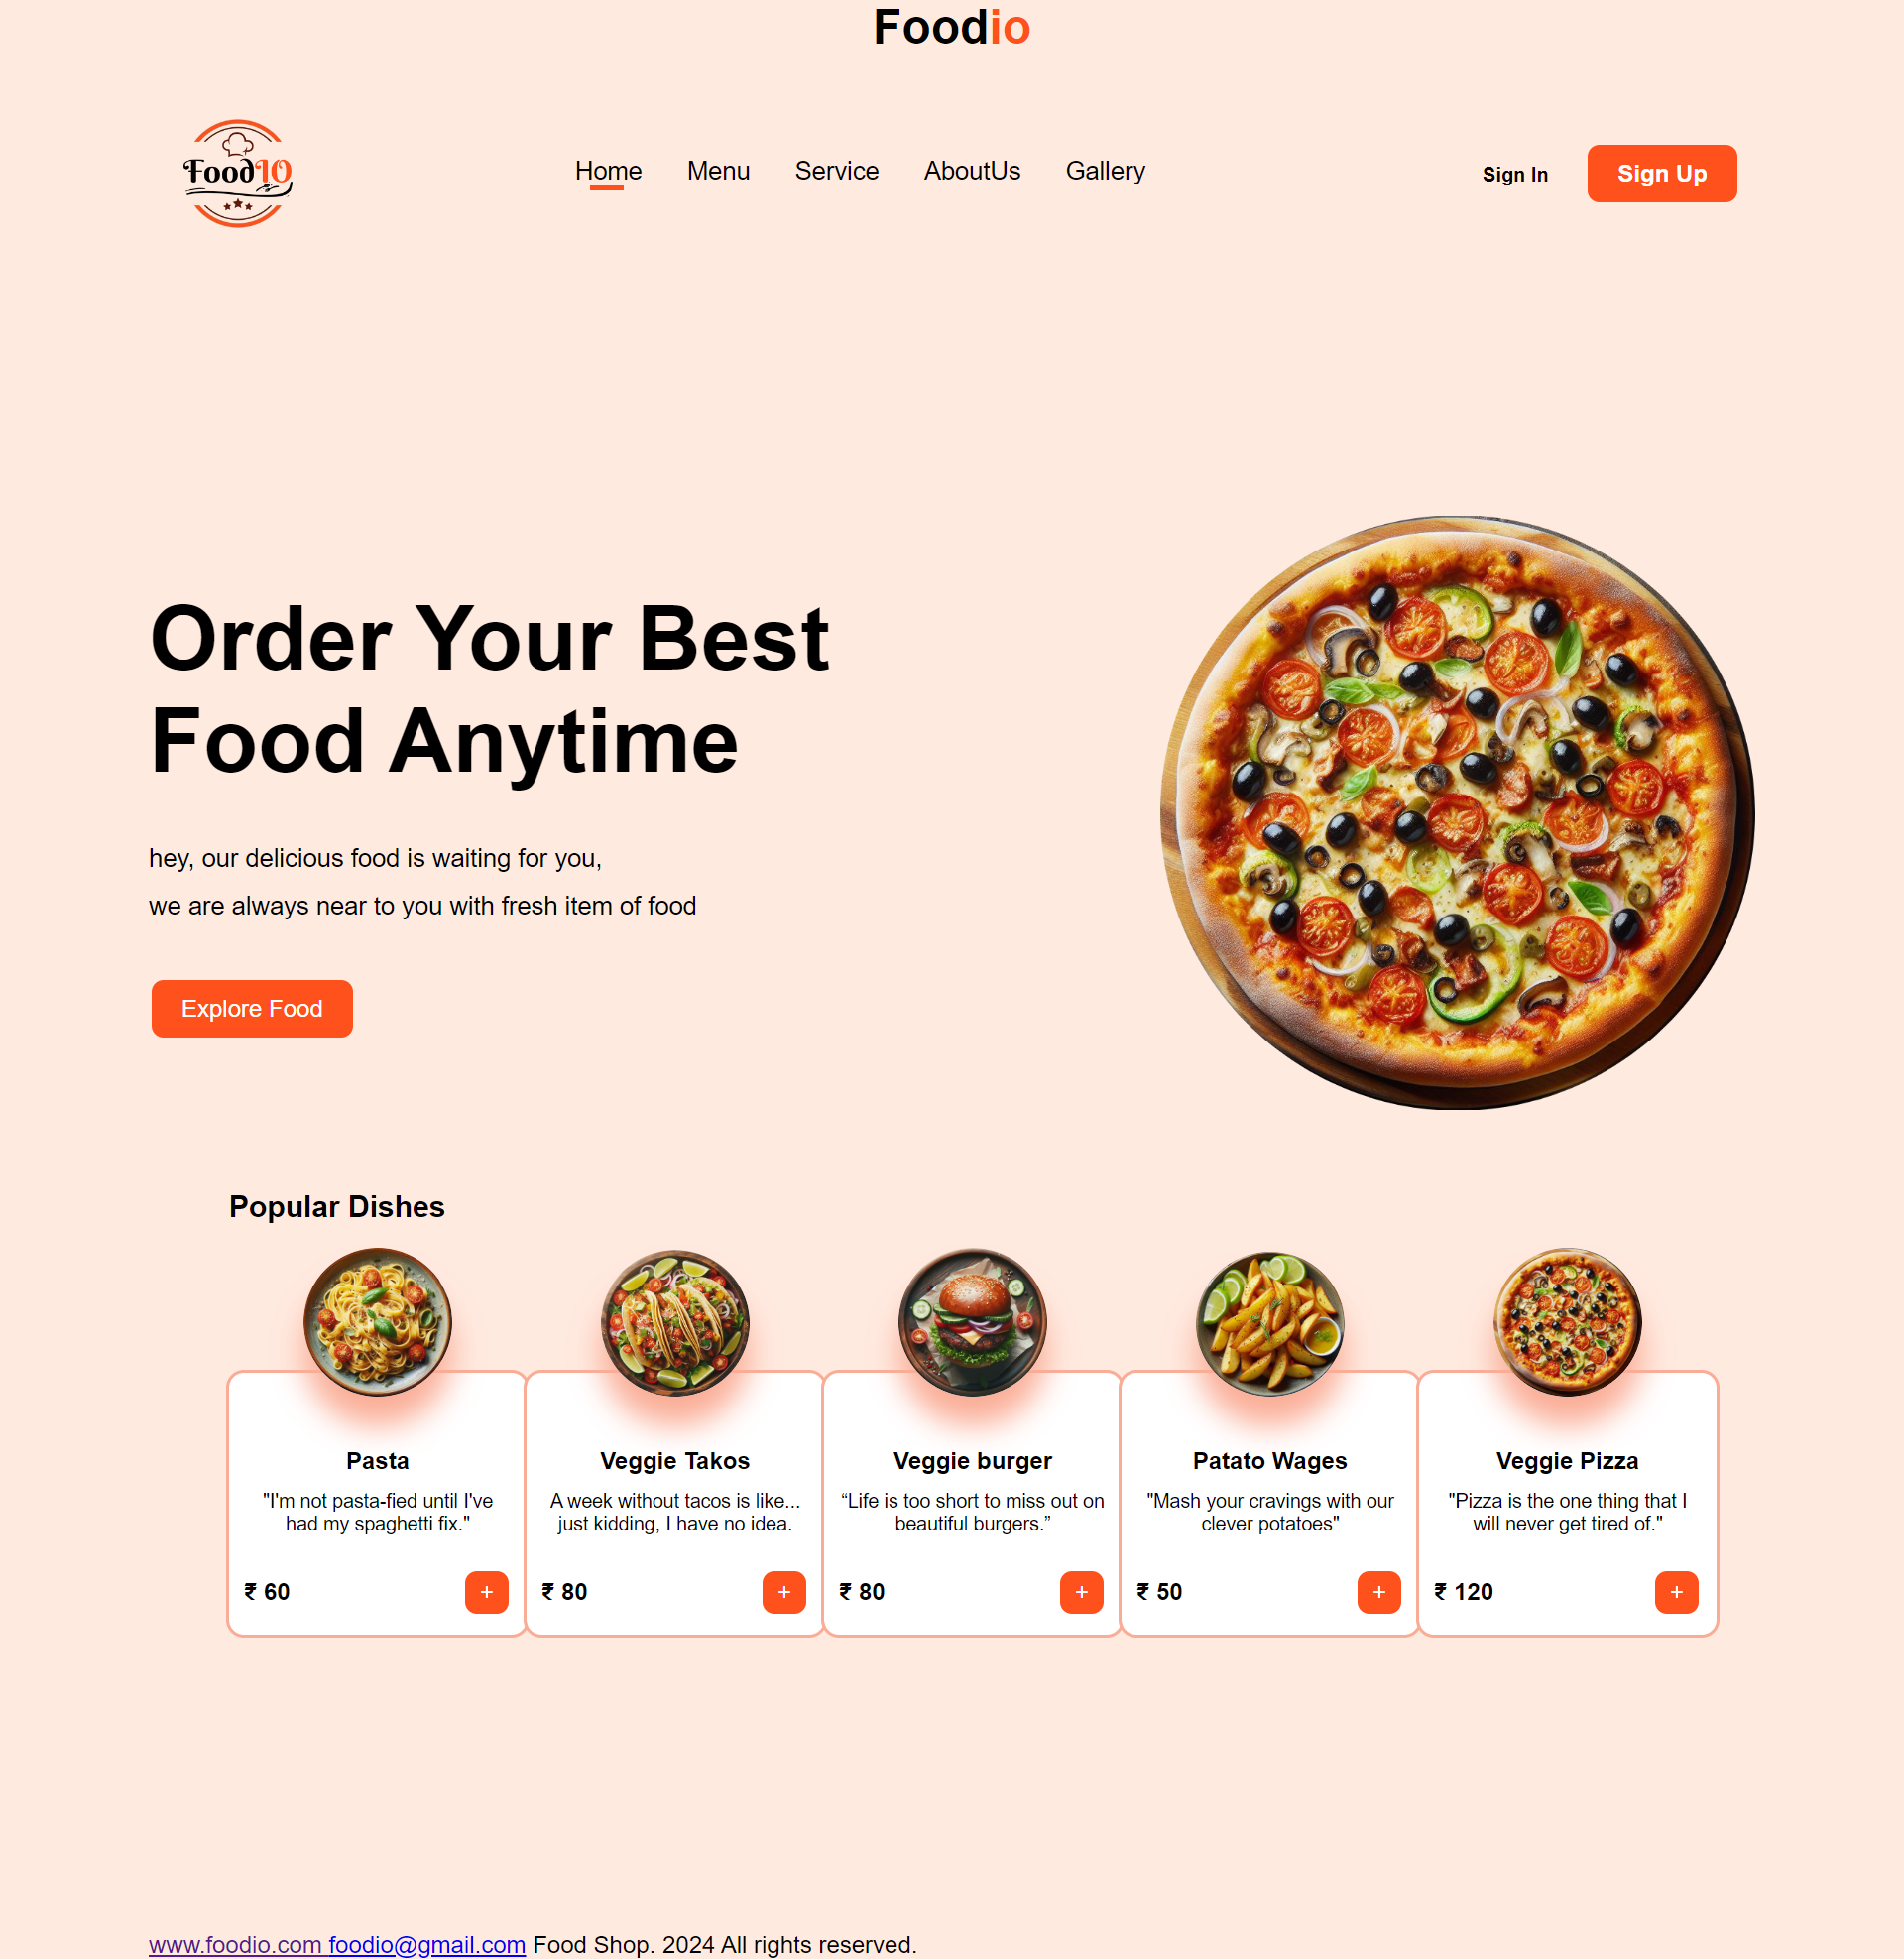 Foodio
FoodIO
Home Menu Service AboutUs Gallery
Sign In Sign Up
Order Your Best
Food Anytime
hey, our delicious food is waiting for you,
we are always near to you with fresh item of food
Explore Food
Popular Dishes
Pasta
"I'm not pasta-fied until I've
had my spaghetti fix."
₹ 60 +
Veggie Takos
A week without tacos is like...
just kidding, I have no idea.
₹ 80 +
Veggie burger
“Life is too short to miss out on
beautiful burgers.”
₹ 80 +
Patato Wages
"Mash your cravings with our
clever potatoes"
₹ 50 +
Veggie Pizza
"Pizza is the one thing that I
will never get tired of."
₹ 120 +
www.foodio.com foodio@gmail.com Food Shop. 2024 All rights reserved.